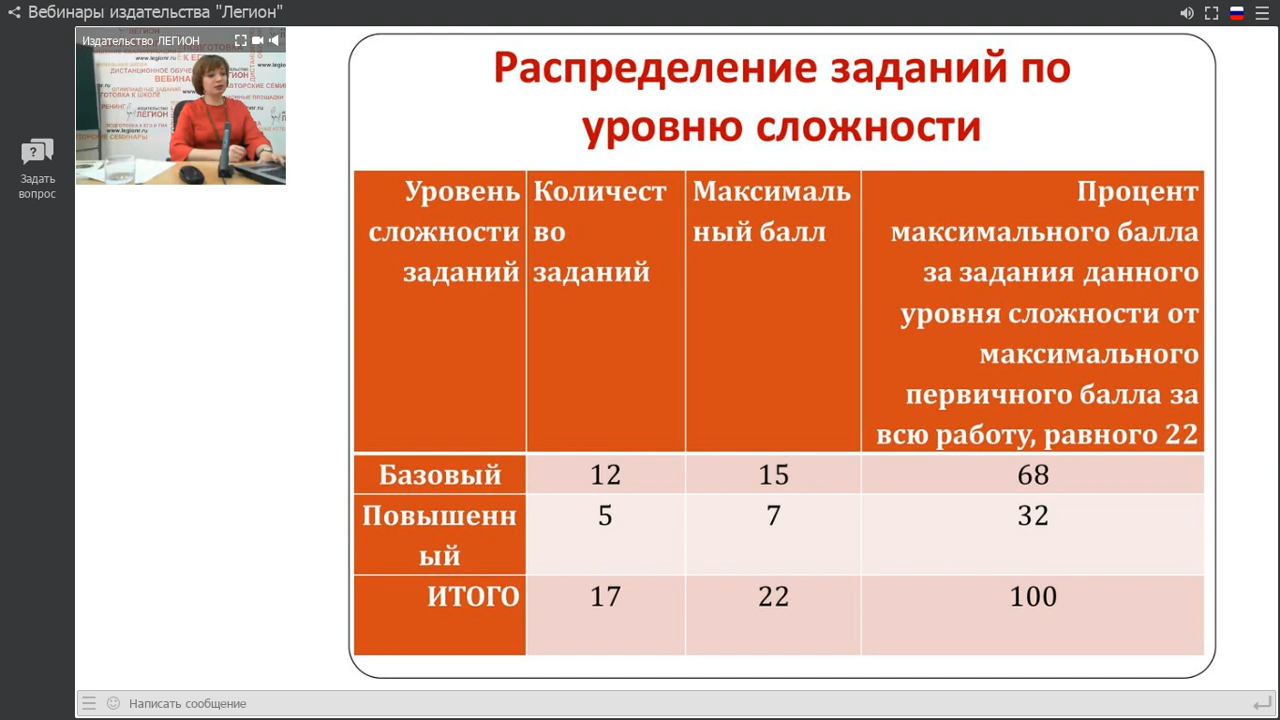 Вебинары издательства "Легион"
Издательство ЛЕГИОН
Задать
вопрос
Распределение заданий по
уровню сложности
Уровень
сложности
заданий
Количест
во
заданий
Максималь
ный балл
Процент
максимального балла
за задания данного
уровня сложности от
максимального
первичного балла за
всю работу, равного 22
Базовый
12
15
68
Повышенн
ый
5
7
32
ИТОГО
17
22
100
Написать сообщение